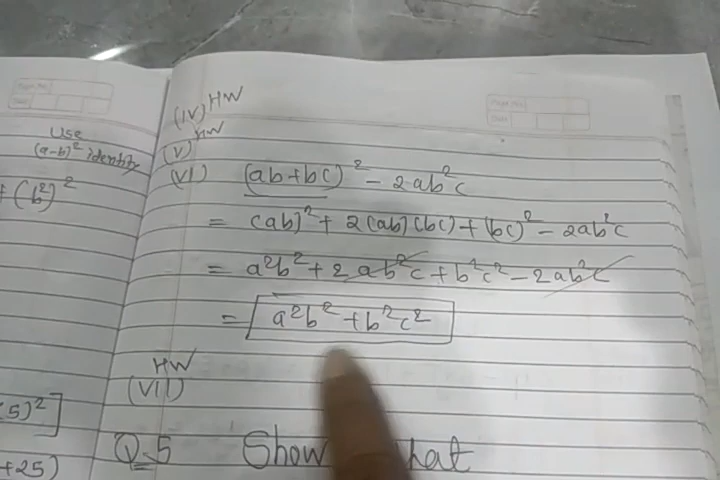 Use
(a-b)² identity
+ (b²)²
5)²]
+25)
(IV) HW
(V) HW
(VI) (ab+bc)² - 2ab²c
= (ab)² + 2(ab)(bc) + (bc)² - 2ab²c
= a²b² + 2ab²c + b²c² - 2ab²c
= a²b² + b²c²
HW
(VII)
Q.5 Show hat